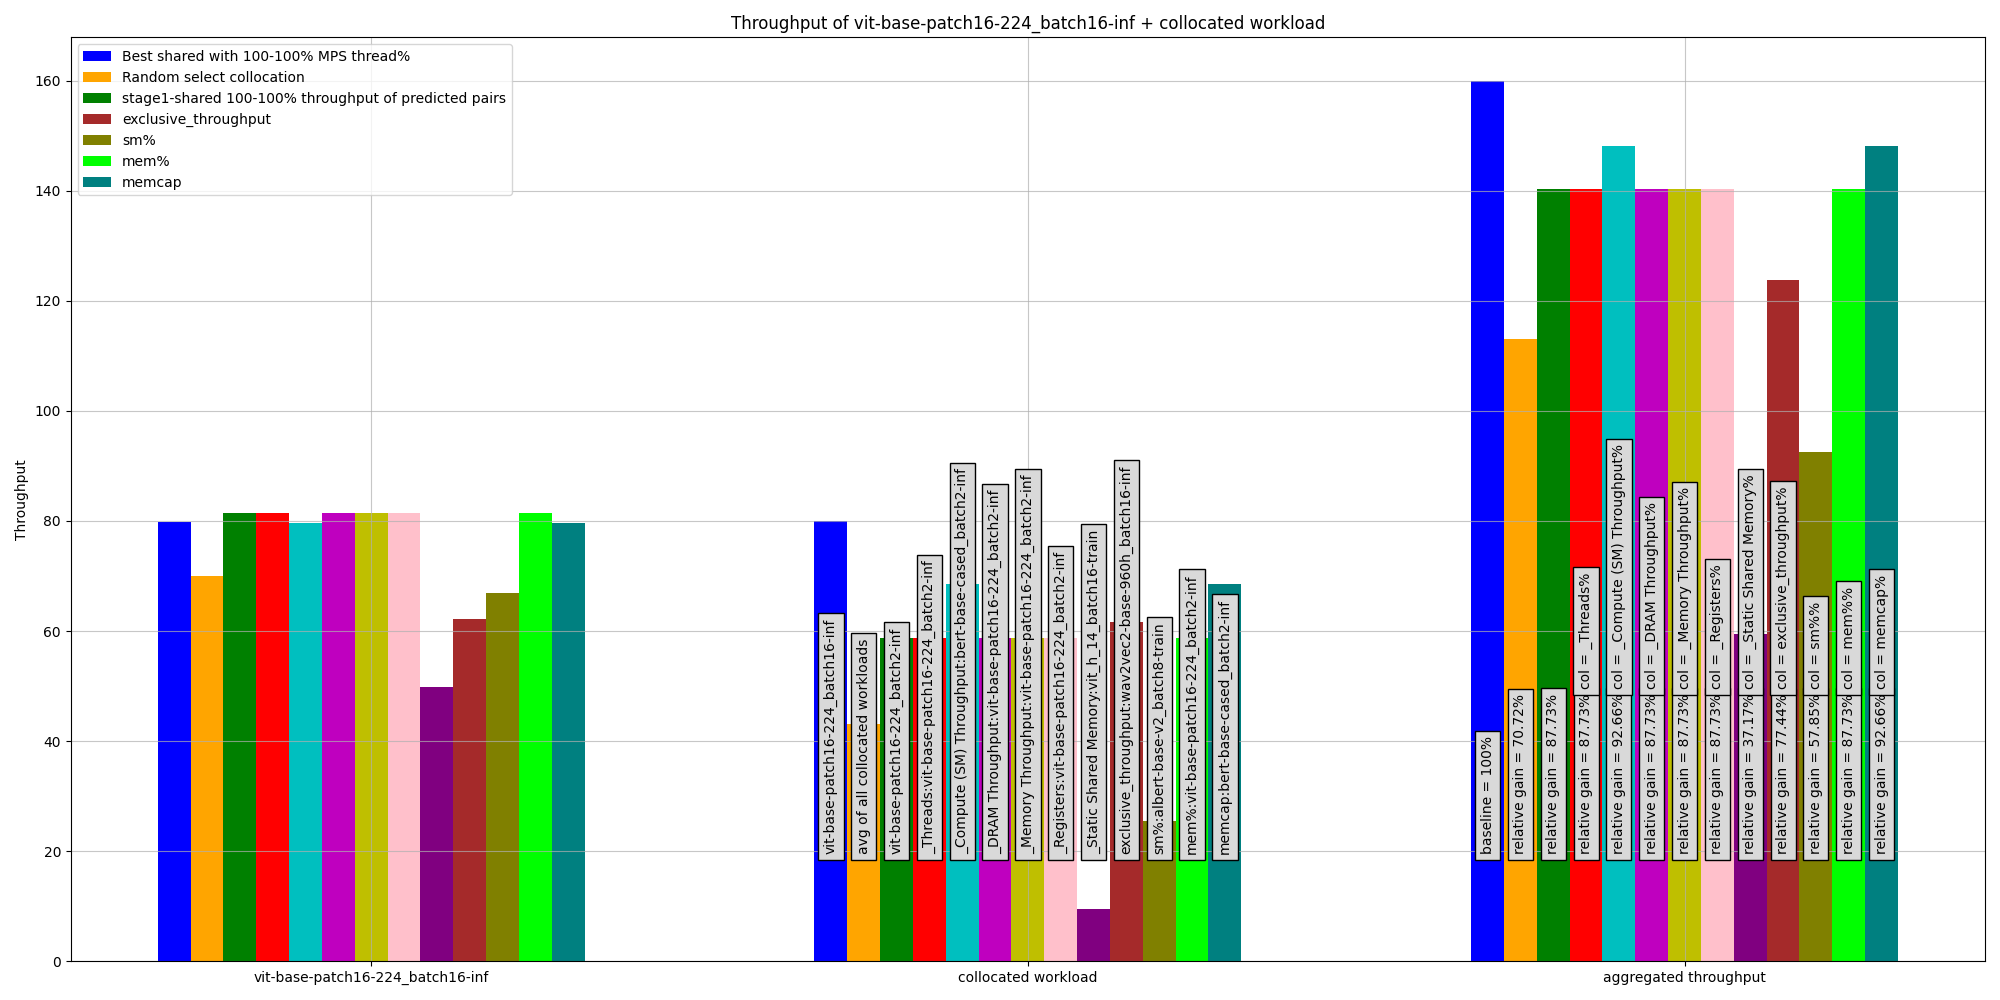 Throughput of vit-base-patch16-224_batch16-inf + collocated workload
Best shared with 100-100% MPS thread%
Random select collocation
stage1-shared 100-100% throughput of predicted pairs
exclusive_throughput
sm%
mem%
memcap
Throughput
160
140
120
100
80
60
40
20
0
vit-base-patch16-224_batch16-inf
avg of all collocated workloads
vit-base-patch16-224_batch2-inf
_Threads:vit-base-patch16-224_batch2-inf
_Compute (SM) Throughput:bert-base-cased_batch2-inf
_DRAM Throughput:vit-base-patch16-224_batch2-inf
_Memory Throughput:vit-base-patch16-224_batch2-inf
_Registers:vit-base-patch16-224_batch2-inf
_Static Shared Memory:vit_h_14_batch16-train
exclusive_throughput:wav2vec2-base-960h_batch16-inf
sm%:albert-base-v2_batch8-train
mem%:vit-base-patch16-224_batch2-inf
memcap:bert-base-cased_batch2-inf
baseline = 100%
relative gain = 70.72%
relative gain = 87.73%
relative gain = 87.73%
col = _Threads%
relative gain = 92.66%
col = _Compute (SM) Throughput%
relative gain = 87.73%
col = _DRAM Throughput%
relative gain = 87.73%
col = _Memory Throughput%
relative gain = 87.73%
col = _Registers%
relative gain = 37.17%
col = _Static Shared Memory%
relative gain = 77.44%
col = exclusive_throughput%
relative gain = 57.85%
col = sm%%
relative gain = 87.73%
col = mem%%
relative gain = 92.66%
col = memcap%
vit-base-patch16-224_batch16-inf
collocated workload
aggregated throughput